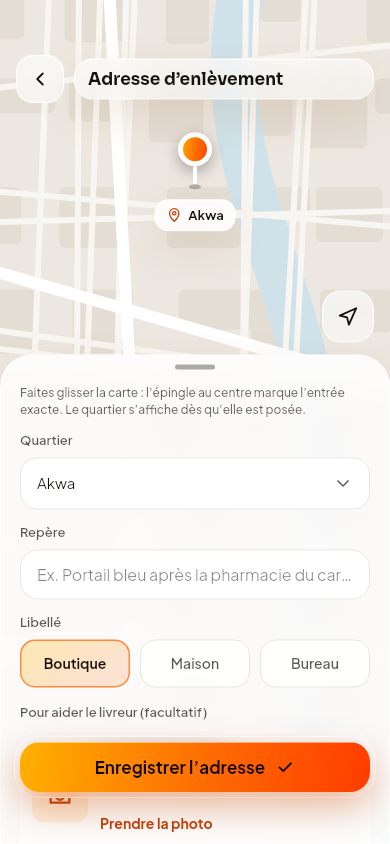 Adresse d’enlèvement
Akwa
Faites glisser la carte : l’épingle au centre marque l’entrée
exacte. Le quartier s’affiche dès qu’elle est posée.
Quartier
Akwa
Repère
Ex. Portail bleu après la pharmacie du car…
Libellé
Boutique
Maison
Bureau
Pour aider le livreur (facultatif)
Enregistrer l’adresse
Prendre la photo